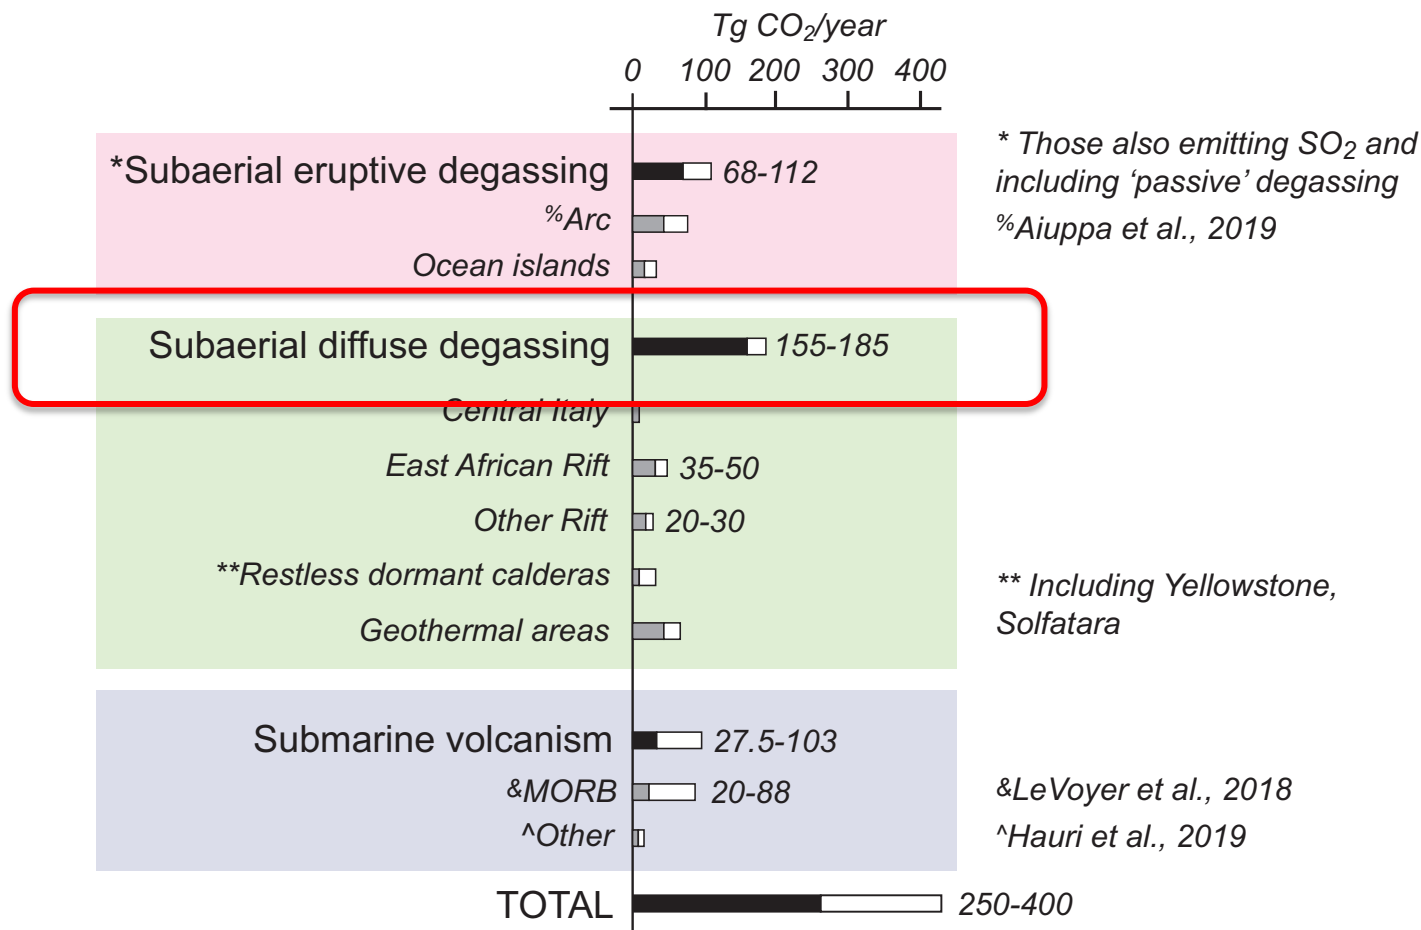 Tg CO₂/year
0 100 200 300 400
*Subaerial eruptive degassing 68-112
%Arc
Ocean islands
* Those also emitting SO₂ and
including ‘passive’ degassing
%Aiuppa et al., 2019
Subaerial diffuse degassing 155-185
Central Italy
East African Rift 35-50
Other Rift 20-30
**Restless dormant calderas
Geothermal areas
** Including Yellowstone,
Solfatara
Submarine volcanism 27.5-103
&MORB 20-88
^Other
&LeVoyer et al., 2018
^Hauri et al., 2019
TOTAL 250-400